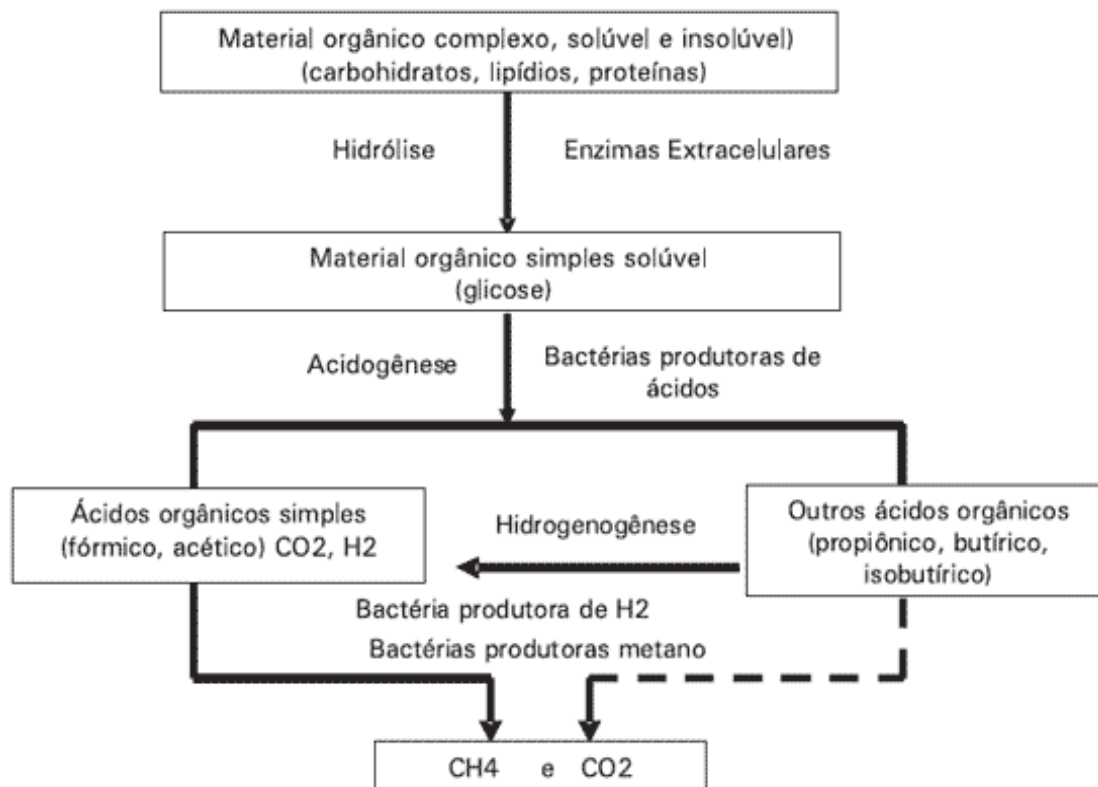 Material orgânico complexo, solúvel e insolúvel)
(carbohidratos, lipídios, proteínas)
Hidrólise
Enzimas Extracelulares
Material orgânico simples solúvel
(glicose)
Acidogênese
Bactérias produtoras de
ácidos
Ácidos orgânicos simples
(fórmico, acético) CO2, H2
Hidrogenogênese
Outros ácidos orgânicos
(propiônico, butírico,
isobutírico)
Bactéria produtora de H2
Bactérias produtoras metano
CH4 e CO2